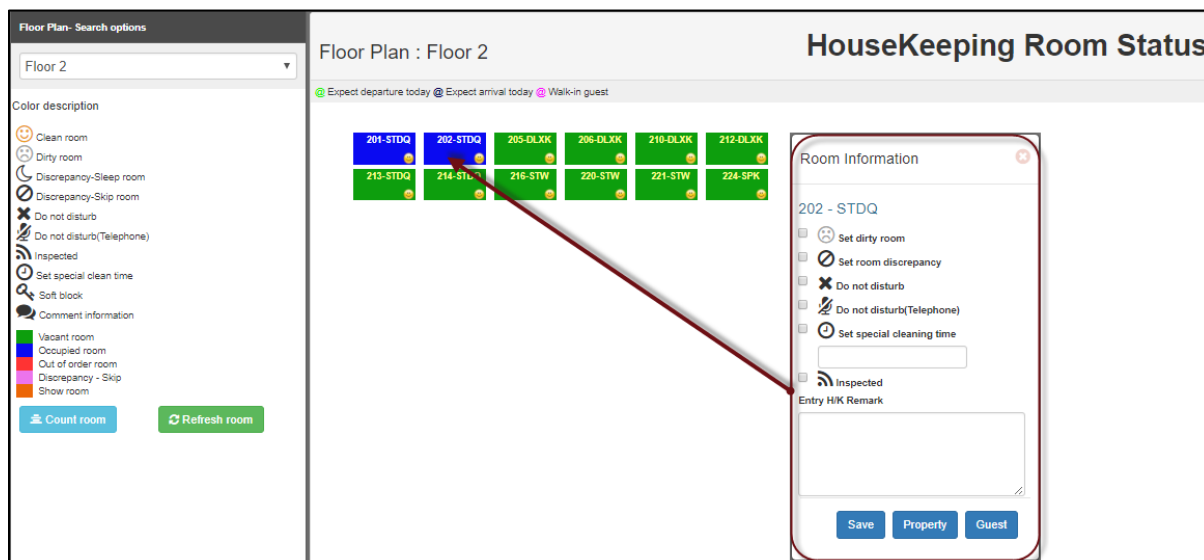 Floor Plan- Search options
Floor 2
Color description
Clean room
Dirty room
Discrepancy-Sleep room
Discrepancy-Skip room
Do not disturb
Do not disturb(Telephone)
Inspected
Set special clean time
Soft block
Comment information
Vacant room
Occupied room
Out of order room
Discrepancy - Skip
Show room
Count room
Refresh room
Floor Plan : Floor 2
HouseKeeping Room Status
@ Expect departure today @ Expect arrival today @ Walk-in guest
201-STDQ 202-STDQ 205-DLXK 206-DLXK 210-DLXK 212-DLXK
213-STDQ 214-STDQ 216-STW 220-STW 221-STW 224-SPK
Room Information
202 - STDQ
Set dirty room
Set room discrepancy
Do not disturb
Do not disturb(Telephone)
Set special cleaning time
Inspected
Entry H/K Remark
Save Property Guest